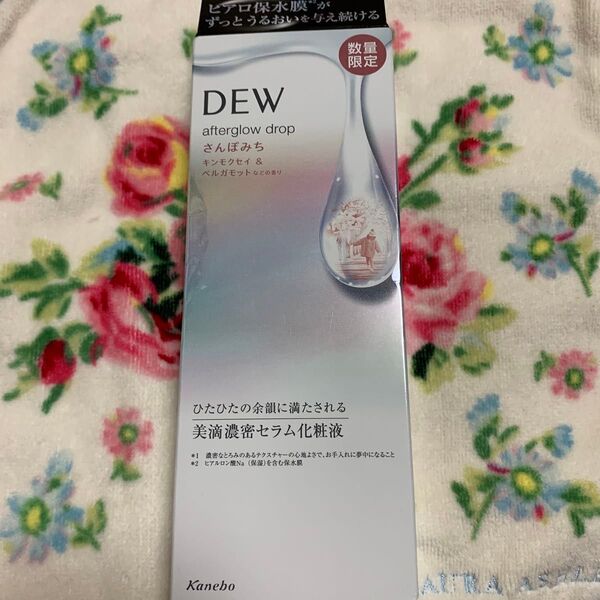 ヒアロ保水膜*²が
ずっとうるおいを与え続ける
数量
限定
DEW
afterglow drop
さんぽみち
キンモクセイ &
ベルガモットなどの香り
ひたひたの余韻に満たされる
美滴濃密セラム化粧液
*1 濃密なとろみのあるテクスチャーの心地よさで、お手入れに夢中になること
*2 ヒアルロン酸Na（保湿）を含む保水膜
Kanebo
LAURA ASHLEY